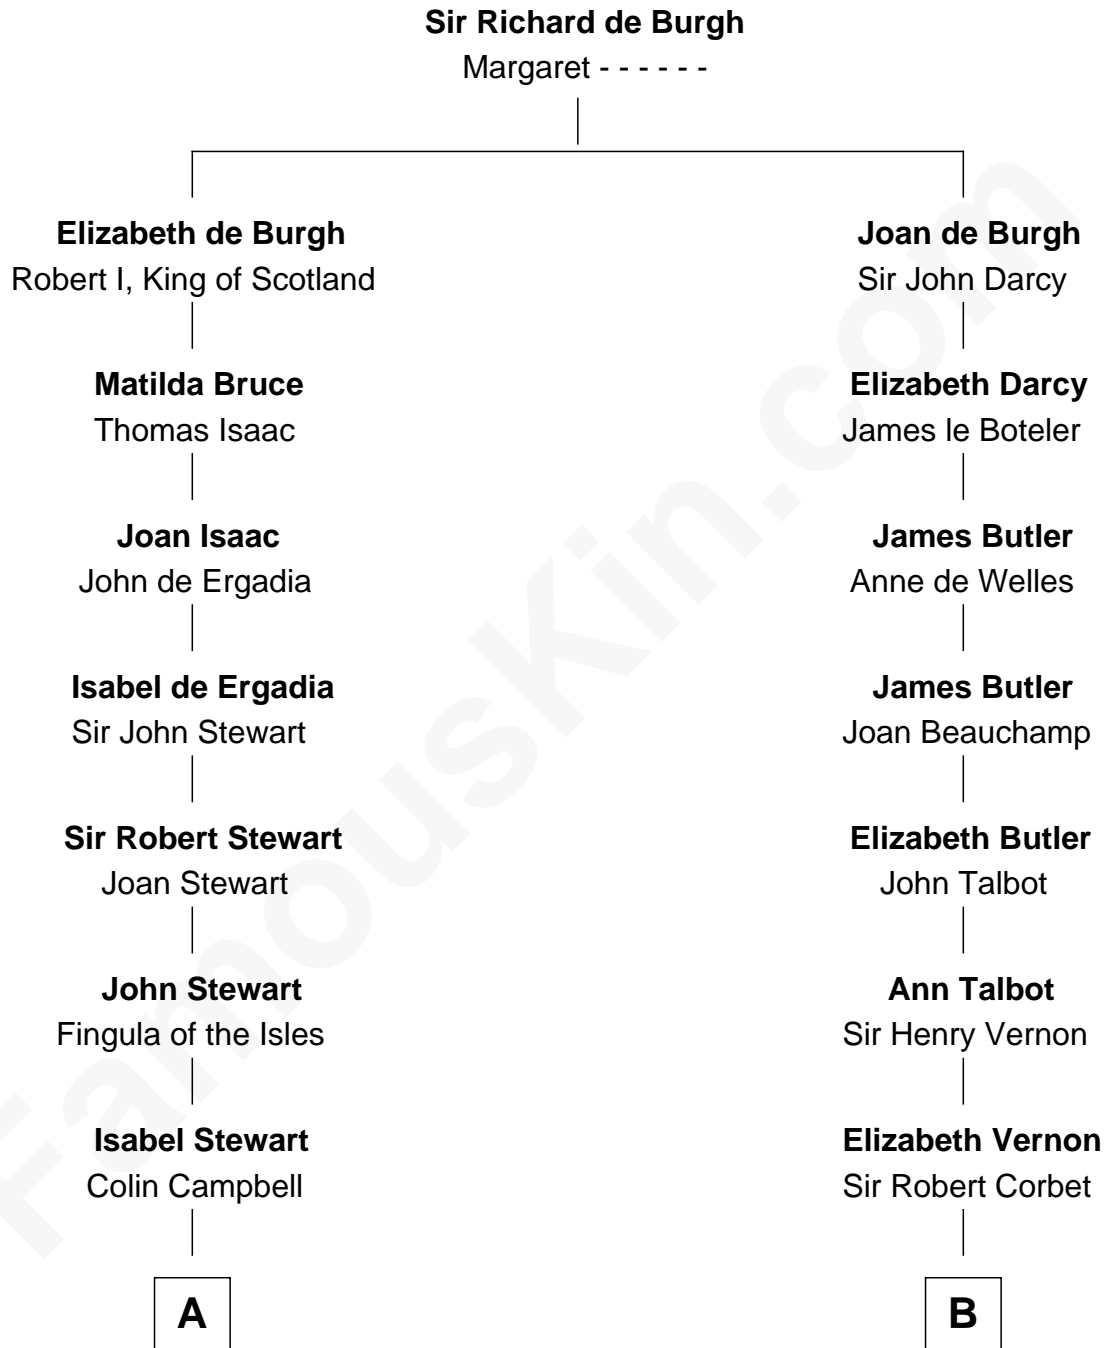 Sir Richard de Burgh
Margaret - - - - - -
Elizabeth de Burgh
Robert I, King of Scotland
Joan de Burgh
Sir John Darcy
Matilda Bruce
Thomas Isaac
Elizabeth Darcy
James le Boteler
Joan Isaac
John de Ergadia
James Butler
Anne de Welles
Isabel de Ergadia
Sir John Stewart
James Butler
Joan Beauchamp
Sir Robert Stewart
Joan Stewart
Elizabeth Butler
John Talbot
John Stewart
Fingula of the Isles
Ann Talbot
Sir Henry Vernon
Isabel Stewart
Colin Campbell
Elizabeth Vernon
Sir Robert Corbet
A
B
FamousKin.com